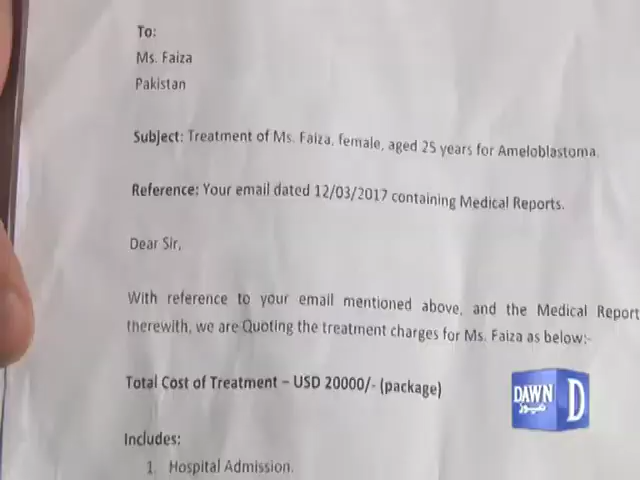 To:
Ms. Faiza
Pakistan
Subject: Treatment of Ms. Faiza, female, aged 25 years for Ameloblastoma.
Reference: Your email dated 12/03/2017 containing Medical Reports.
Dear Sir,
With reference to your email mentioned above, and the Medical Report
therewith, we are Quoting the treatment charges for Ms. Faiza as below:-
Total Cost of Treatment – USD 20000/- (package)
Includes:
1. Hospital Admission.
DAWN D
نیوز